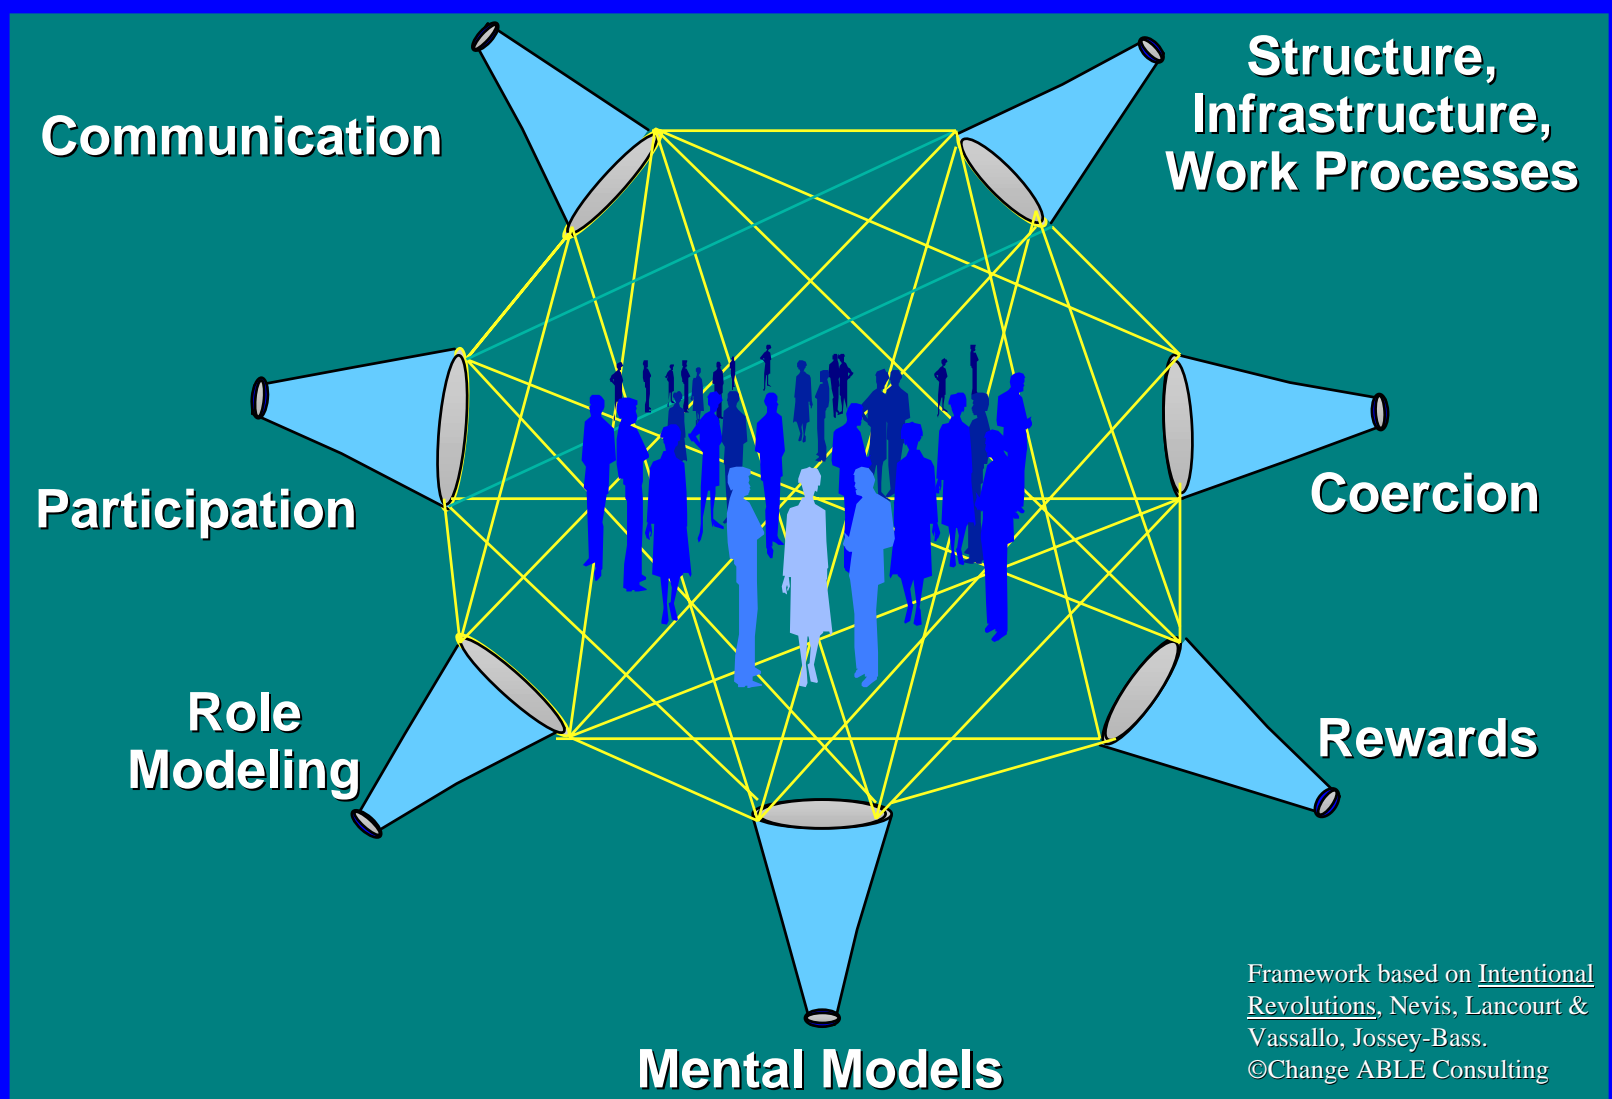 Communication
Structure,
Infrastructure,
Work Processes
Participation
Coercion
Role
Modeling
Rewards
Mental Models
Framework based on Intentional
Revolutions, Nevis, Lancourt &
Vassallo, Jossey-Bass.
©Change ABLE Consulting